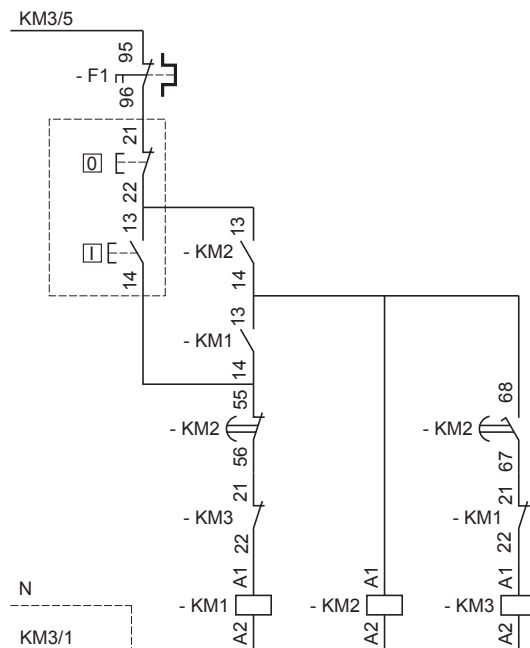 KM3/5
95
- F1
96
21
0
22
13
13
I
- KM2
14
14
13
- KM1
14
55
68
- KM2
- KM2
56
67
21
21
- KM3
- KM1
22
22
N
A1
A1
A1
- KM1
- KM2
- KM3
KM3/1
A2
A2
A2